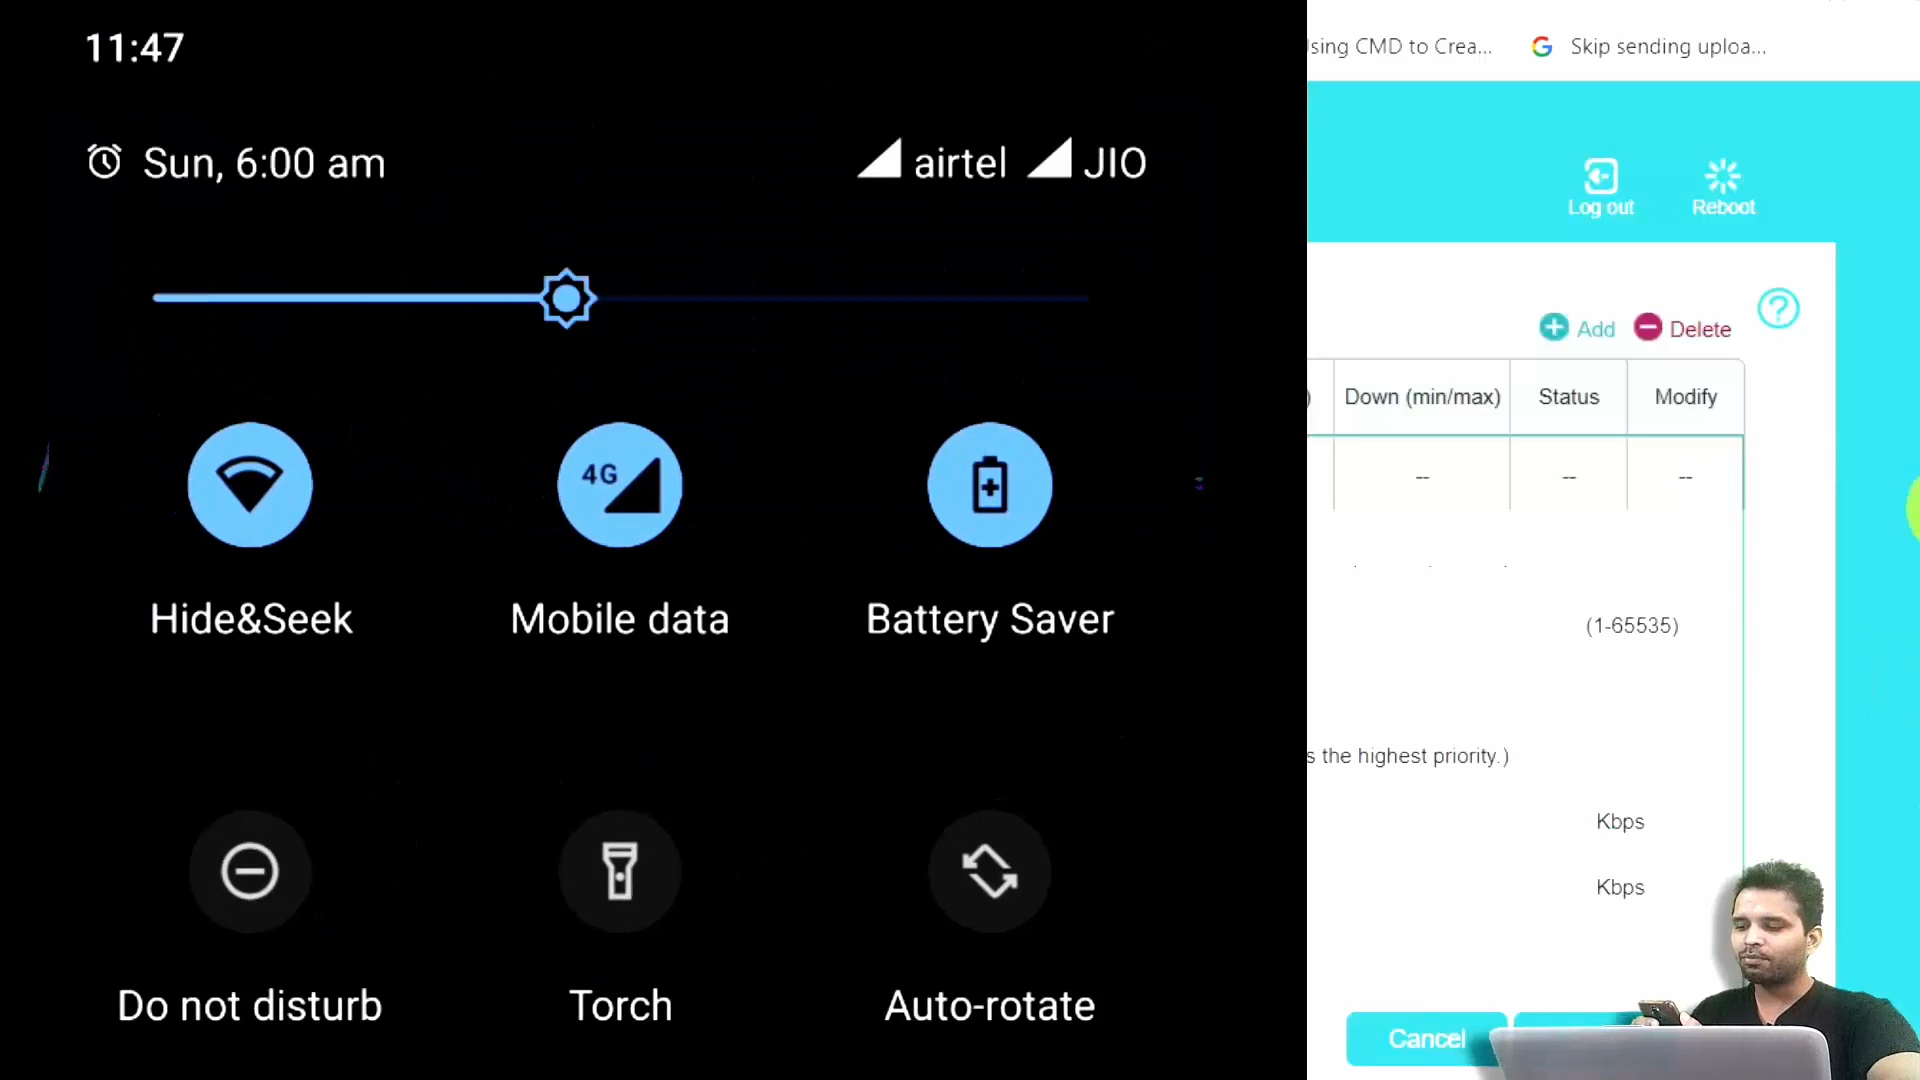 11:47
Sun, 6:00 am
airtel
JIO
4G
Hide&Seek
Mobile data
Battery Saver
Do not disturb
Torch
Auto-rotate
sing CMD to Crea...
Skip sending uploa...
Log out
Reboot
Add
Delete
?
) Down (min/max) Status Modify
-- -- --
(1-65535)
s the highest priority.)
Kbps
Kbps
Cancel